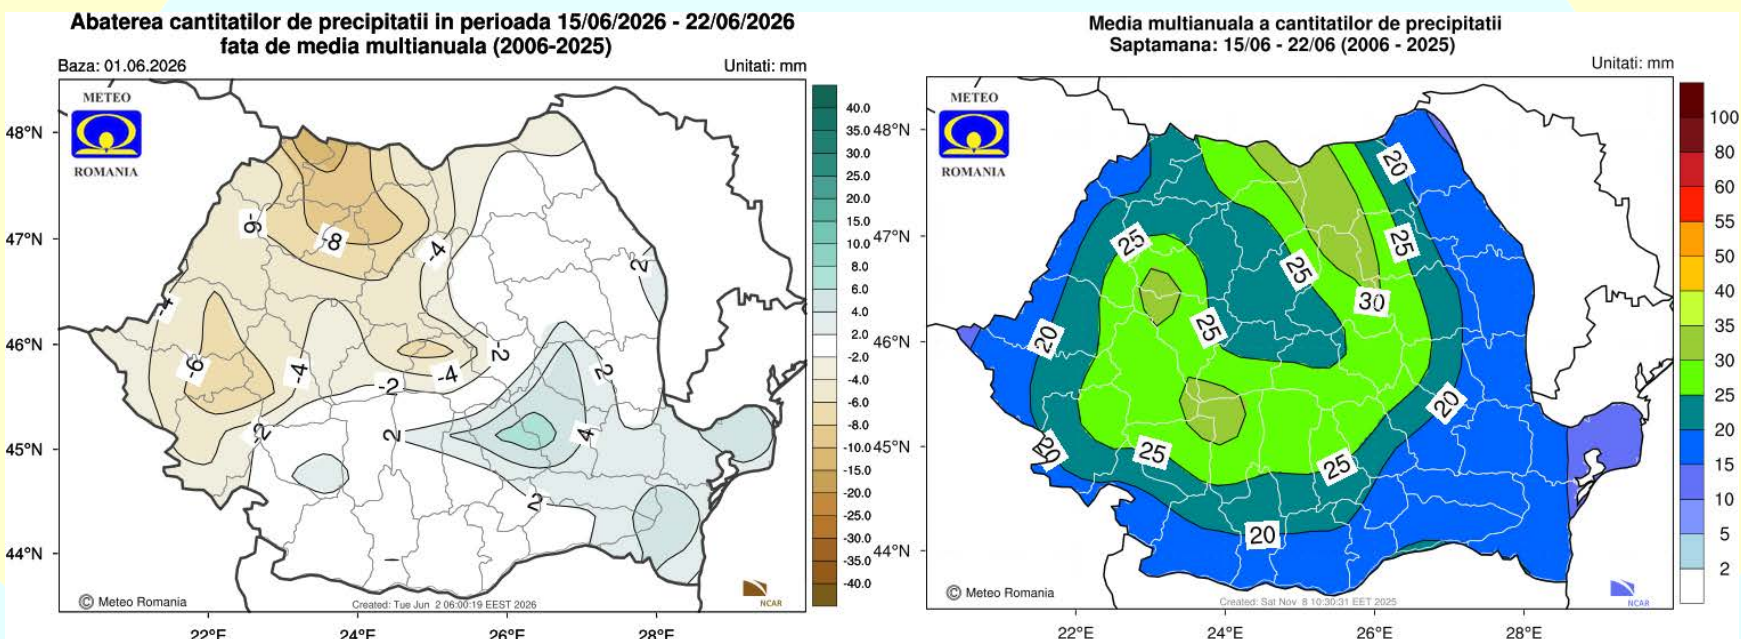 Abaterea cantitatilor de precipitatii in perioada 15/06/2026 - 22/06/2026
fata de media multianuala (2006-2025)
Baza: 01.06.2026
Unitati: mm
METEO
ROMANIA
48°N
47°N
46°N
45°N
44°N
22°E
24°E
26°E
28°E
-6
-8
-4
2
-4
-6
-4
-2
-4
-2
2
-2
2
4
2
40.0
35.0
30.0
25.0
20.0
15.0
10.0
8.0
6.0
4.0
2.0
-2.0
-4.0
-6.0
-8.0
-10.0
-15.0
-20.0
-25.0
-30.0
-35.0
-40.0
© Meteo Romania
Created: Tue Jun 2 06:00:19 EEST 2026
NCAR
Media multianuala a cantitatilor de precipitatii
Saptamana: 15/06 - 22/06 (2006 - 2025)
Unitati: mm
METEO
ROMANIA
48°N
47°N
46°N
45°N
44°N
22°E
24°E
26°E
28°E
20
25
25
25
30
20
25
20
20
25
25
20
100
80
60
55
50
40
35
30
25
20
15
10
5
2
© Meteo Romania
Created: Sat Nov 8 10:30:31 EET 2025
NCAR